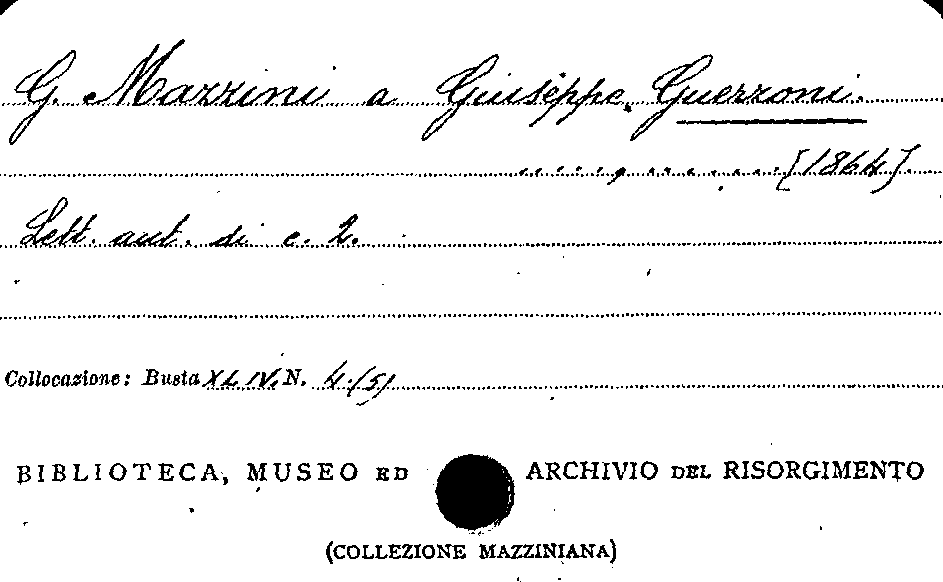 G. Mazzini a Giuseppe Guerzoni.
....., ......[1864].
Lett. aut. di c. 2.
Collocazione: Busta XLIV. N. 4.(5)
BIBLIOTECA, MUSEO ED ARCHIVIO DEL RISORGIMENTO
(COLLEZIONE MAZZINIANA)